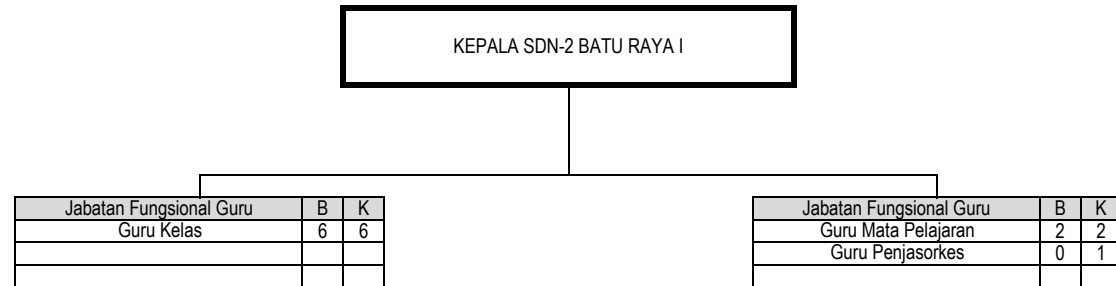 KEPALA SDN-2 BATU RAYA I
Jabatan Fungsional Guru B K
Guru Kelas 6 6
Jabatan Fungsional Guru B K
Guru Mata Pelajaran 2 2
Guru Penjasorkes 0 1